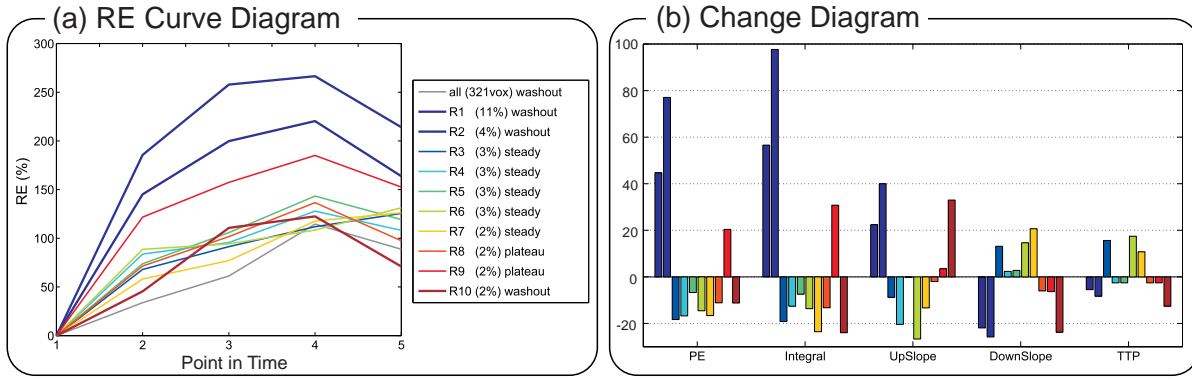 (a) RE Curve Diagram
300
250
200
150
100
50
0
RE (%)
1
2
3
4
5
Point in Time
all (321vox) washout
R1 (11%) washout
R2 (4%) washout
R3 (3%) steady
R4 (3%) steady
R5 (3%) steady
R6 (3%) steady
R7 (2%) steady
R8 (2%) plateau
R9 (2%) plateau
R10 (2%) washout
(b) Change Diagram
100
80
60
40
20
0
-20
PE
Integral
UpSlope
DownSlope
TTP